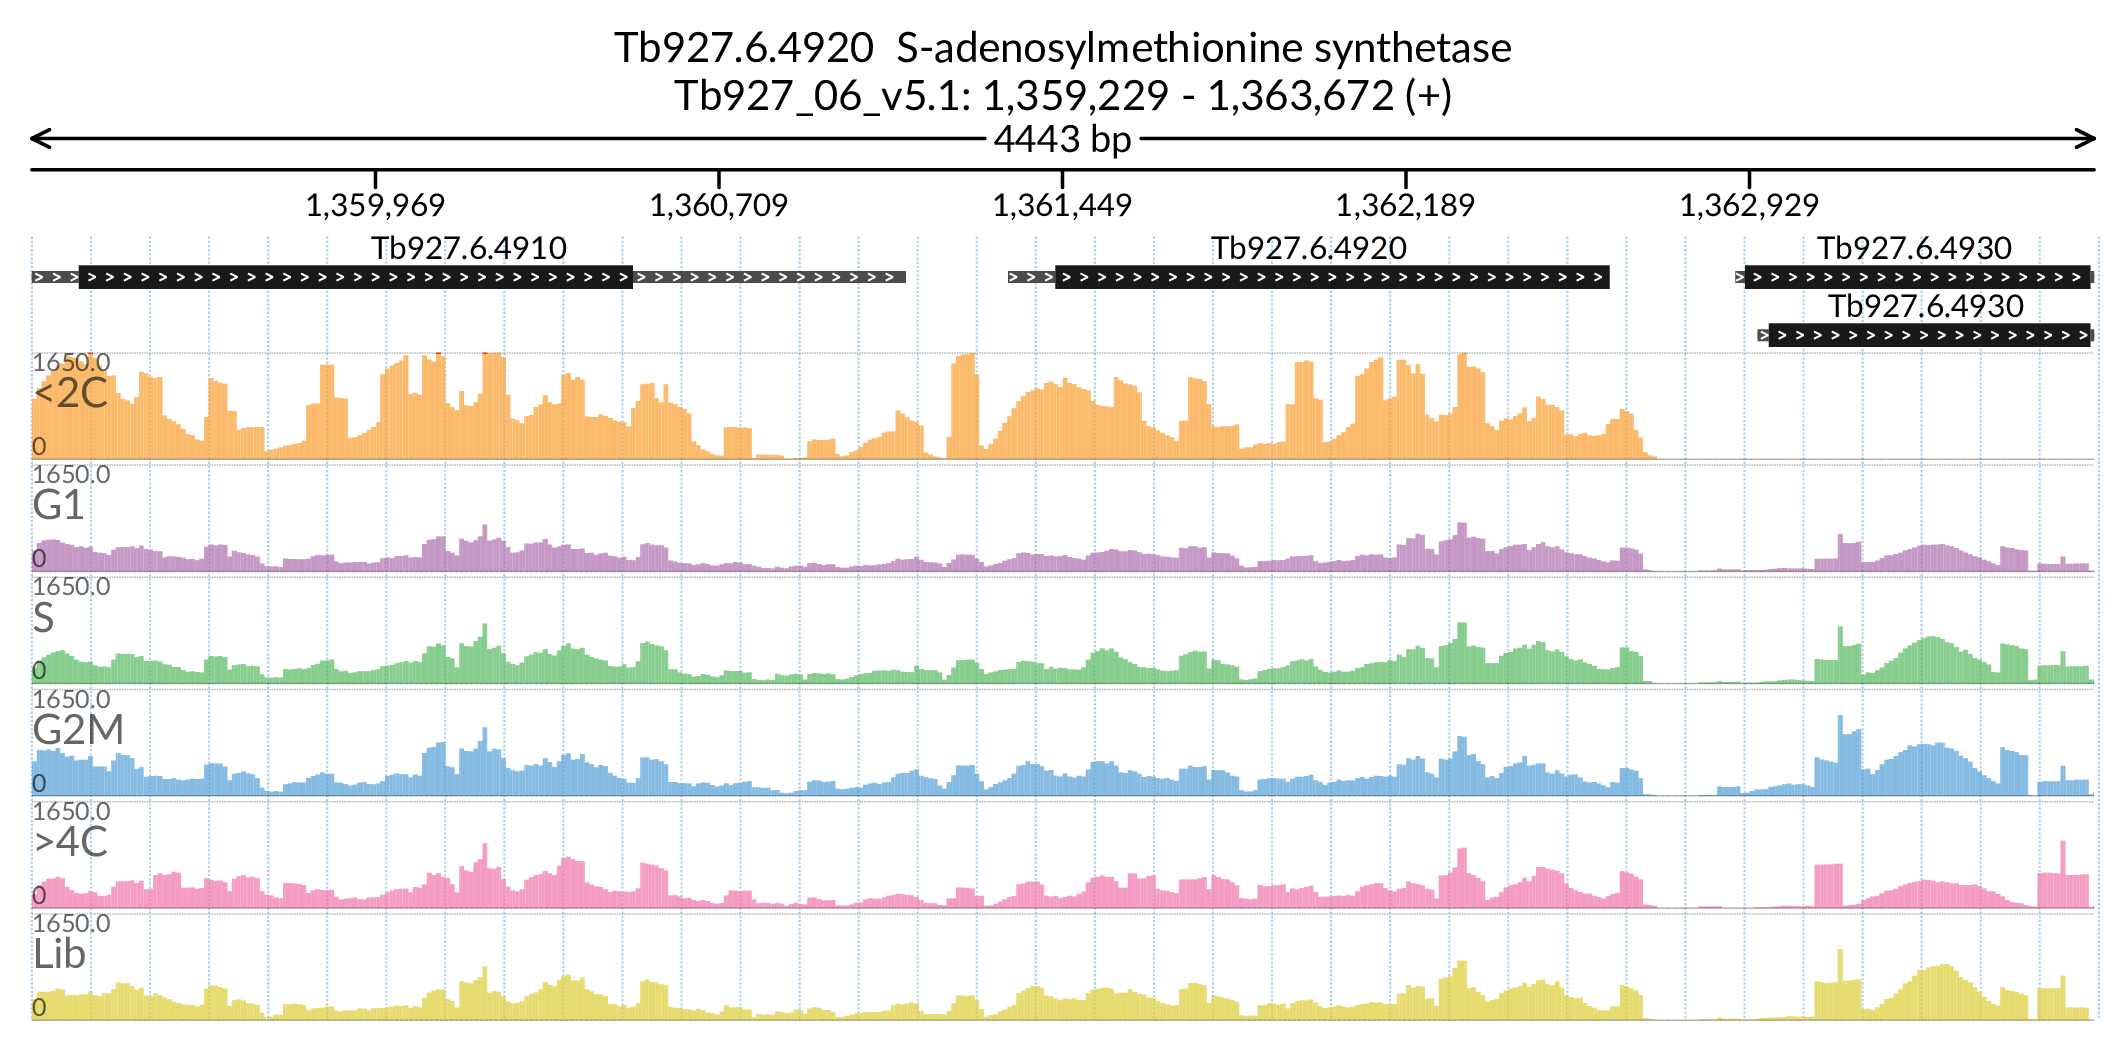 Tb927.6.4920  S-adenosylmethionine synthetase
Tb927_06_v5.1: 1,359,229 - 1,363,672 (+)
4443 bp
1,359,969 1,360,709 1,361,449 1,362,189 1,362,929
Tb927.6.4910 Tb927.6.4920 Tb927.6.4930
Tb927.6.4930
1650.0
<2C
0
1650.0
G1
0
1650.0
S
0
1650.0
G2M
0
1650.0
>4C
0
1650.0
Lib
0